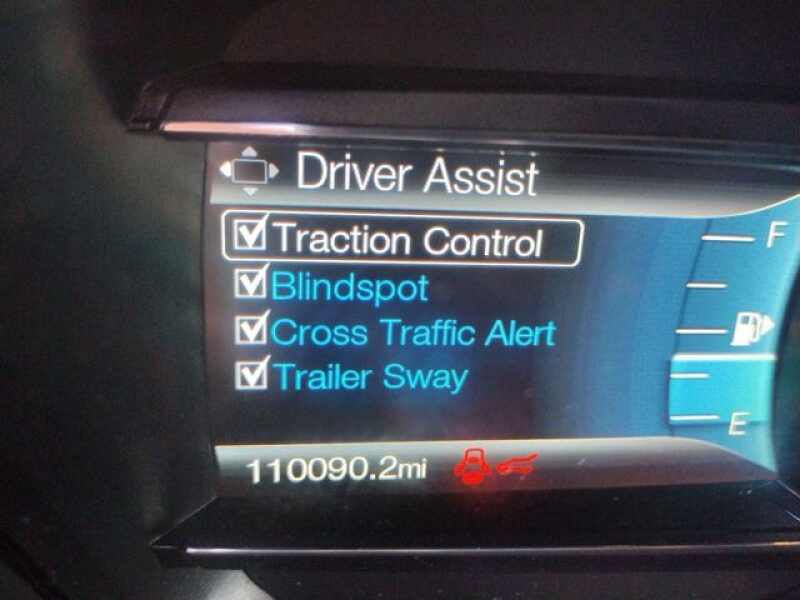 Driver Assist
Traction Control
Blindspot
Cross Traffic Alert
Trailer Sway
F
E
110090.2mi